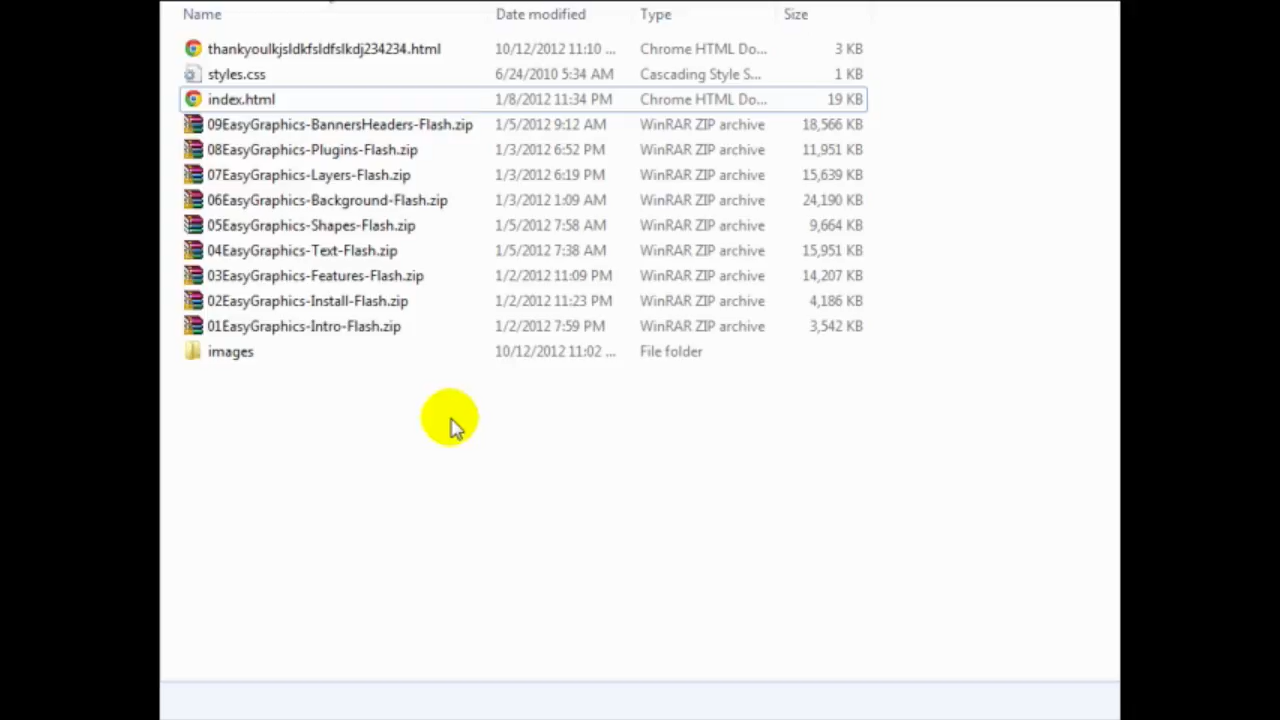 Name Date modified Type Size
thankyoulkjsldkfsldfslkdj234234.html 10/12/2012 11:10 ... Chrome HTML Do... 3 KB
styles.css 6/24/2010 5:34 AM Cascading Style S... 1 KB
index.html 1/8/2012 11:34 PM Chrome HTML Do... 19 KB
09EasyGraphics-BannersHeaders-Flash.zip 1/5/2012 9:12 AM WinRAR ZIP archive 18,566 KB
08EasyGraphics-Plugins-Flash.zip 1/3/2012 6:52 PM WinRAR ZIP archive 11,951 KB
07EasyGraphics-Layers-Flash.zip 1/3/2012 6:19 PM WinRAR ZIP archive 15,639 KB
06EasyGraphics-Background-Flash.zip 1/3/2012 1:09 AM WinRAR ZIP archive 24,190 KB
05EasyGraphics-Shapes-Flash.zip 1/5/2012 7:58 AM WinRAR ZIP archive 9,664 KB
04EasyGraphics-Text-Flash.zip 1/5/2012 7:38 AM WinRAR ZIP archive 15,951 KB
03EasyGraphics-Features-Flash.zip 1/2/2012 11:09 PM WinRAR ZIP archive 14,207 KB
02EasyGraphics-Install-Flash.zip 1/2/2012 11:23 PM WinRAR ZIP archive 4,186 KB
01EasyGraphics-Intro-Flash.zip 1/2/2012 7:59 PM WinRAR ZIP archive 3,542 KB
images 10/12/2012 11:02 ... File folder